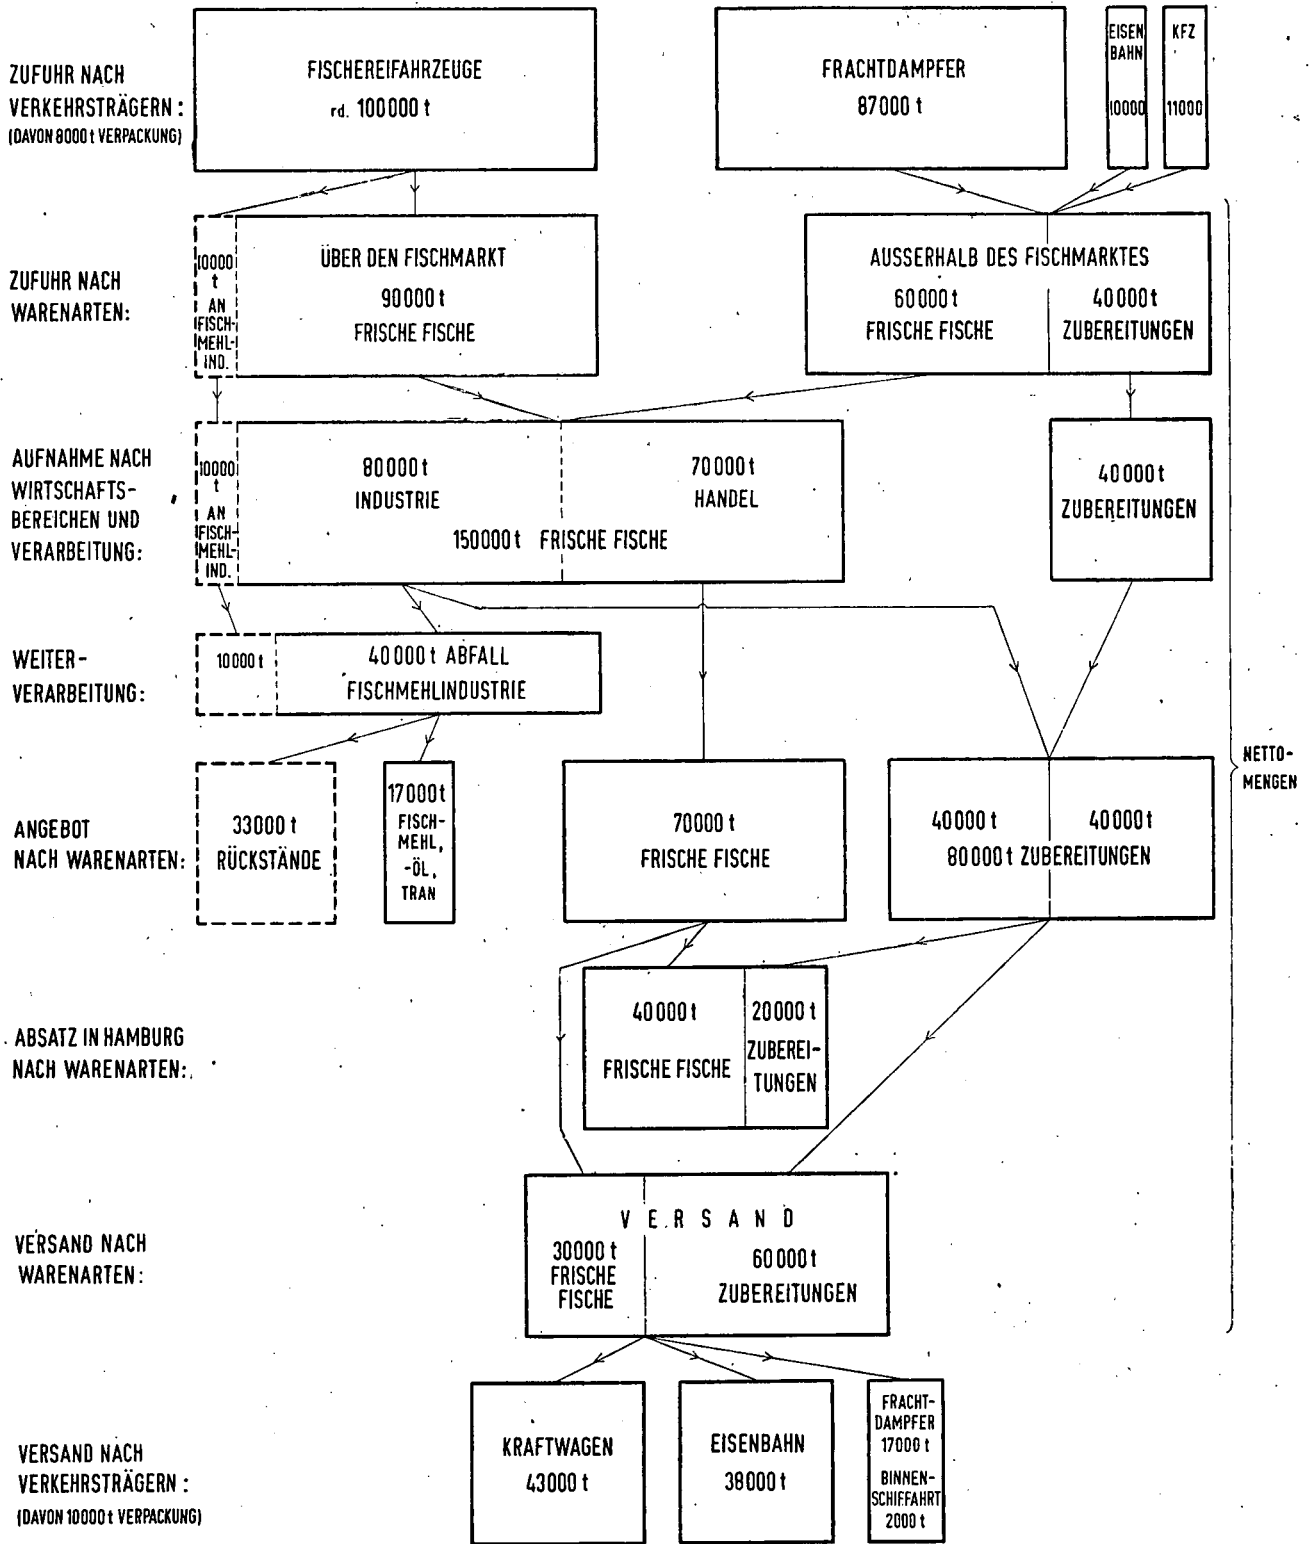 ZUFUHR NACH
VERKEHRSTRÄGERN:
(DAVON 8000 t VERPACKUNG)
FISCHEREIFAHRZEUGE
rd. 100000 t
FRACHTDAMPFER
87000 t
EISEN
BAHN
10000
KFZ
11000
ZUFUHR NACH
WARENARTEN:
10000
t
AN
FISCH-
MEHL-
IND.
ÜBER DEN FISCHMARKT
90000 t
FRISCHE FISCHE
AUSSERHALB DES FISCHMARKTES
60000 t
FRISCHE FISCHE
40000 t
ZUBEREITUNGEN
AUFNAHME NACH
WIRTSCHAFTS-
BEREICHEN UND
VERARBEITUNG:
10000
t
AN
FISCH-
MEHL-
IND.
80000 t
INDUSTRIE
70000 t
HANDEL
150000 t FRISCHE FISCHE
40000 t
ZUBEREITUNGEN
WEITER-
VERARBEITUNG:
10000 t
40000 t ABFALL
FISCHMEHLINDUSTRIE
NETTO-
MENGEN
ANGEBOT
NACH WARENARTEN:
33000 t
RÜCKSTÄNDE
17000 t
FISCH-
MEHL,
-ÖL,
TRAN
70000 t
FRISCHE FISCHE
40000 t
40000 t
80000 t ZUBEREITUNGEN
ABSATZ IN HAMBURG
NACH WARENARTEN:
40000 t
FRISCHE FISCHE
20000 t
ZUBEREI-
TUNGEN
VERSAND NACH
WARENARTEN:
VERSAND
30000 t
FRISCHE
FISCHE
60000 t
ZUBEREITUNGEN
VERSAND NACH
VERKEHRSTRÄGERN:
(DAVON 10000 t VERPACKUNG)
KRAFTWAGEN
43000 t
EISENBAHN
38000 t
FRACHT-
DAMPFER
17000 t
BINNEN-
SCHIFFAHRT
2000 t